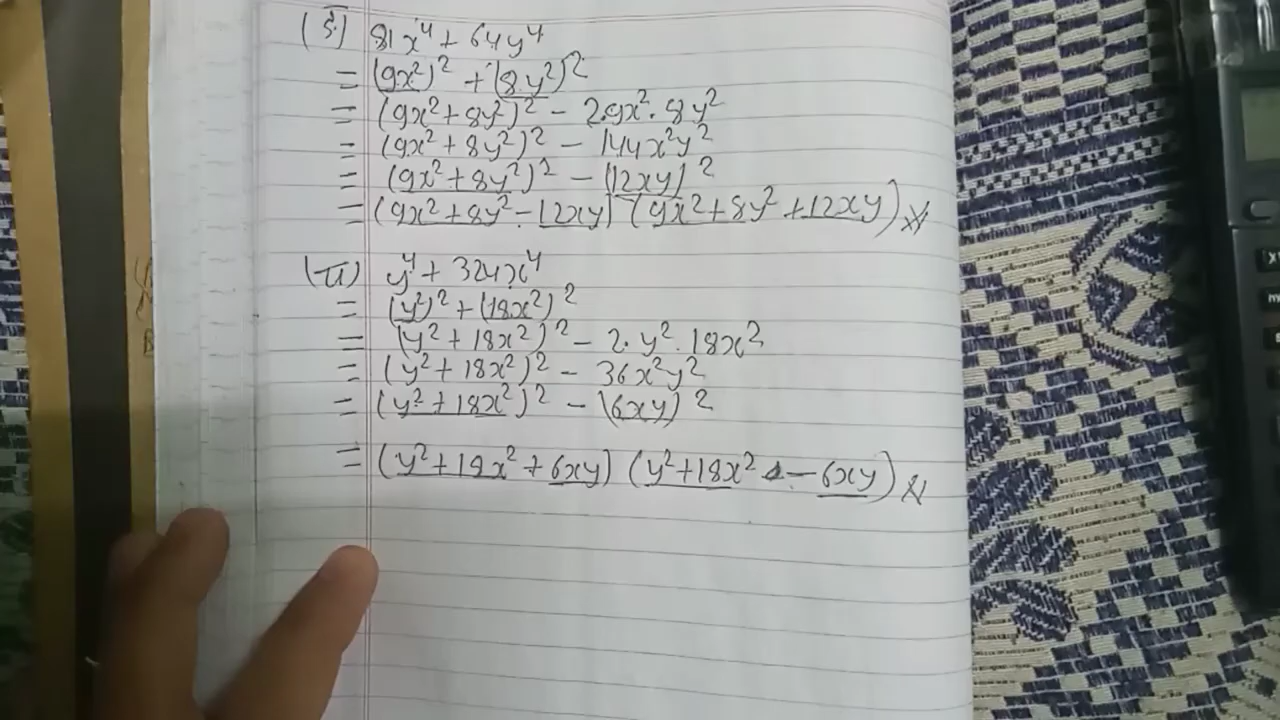 (ई) 81x⁴ + 64y⁴
= (9x²)² + (8y²)²
= (9x² + 8y²)² - 2.9x². 8y²
= (9x² + 8y²)² - 144x²y²
= (9x² + 8y²)² - (12xy)²
= (9x² + 8y² - 12xy) (9x² + 8y² + 12xy)
y⁴ + 324x⁴
= (y²)² + (18x²)²
= (y² + 18x²)² - 2. y². 18x²
= (y² + 18x²)² - 36x²y²
= (y² + 18x²)² - (6xy)²
= (y² + 18x² + 6xy) (y² + 18x² - 6xy)